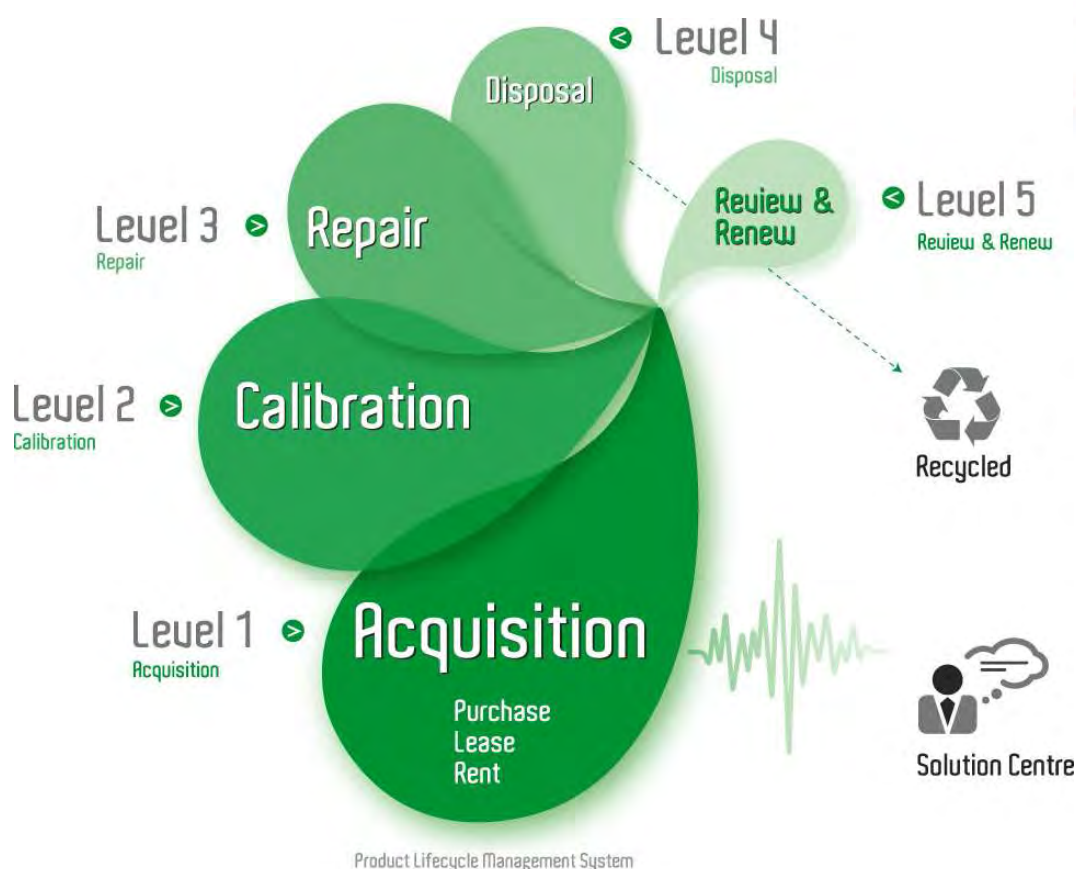 Level 4
Disposal
Disposal
Review &
Renew
Level 5
Review & Renew
Level 3
Repair
Repair
Level 2
Calibration
Calibration
Recycled
Level 1
Acquisition
Acquisition
Purchase
Lease
Rent
Solution Centre
Product Lifecycle Management System